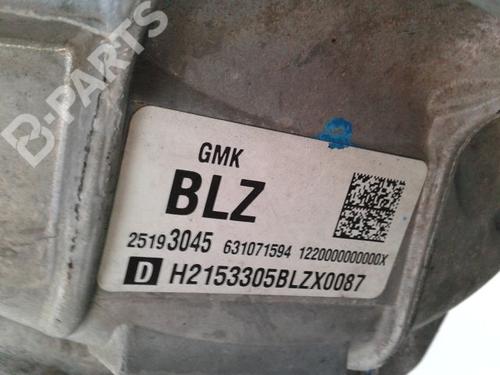 B-PARTS
GMK
BLZ
25193045 631071594 1220000000000X
D H2153305BLZX0087